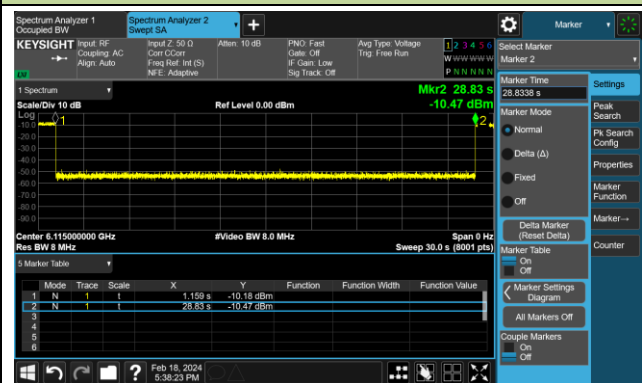 Spectrum Analyzer 1
Occupied BW
Spectrum Analyzer 2
Swept SA
Marker
KEYSIGHT
Input: RF
Coupling: AC
Align: Auto
Input Z: 50 Ω
Corr CCorr
Freq Ref: Int (S)
NFE: Adaptive
Atten: 10 dB
PNO: Fast
Gate: Off
IF Gain: Low
Sig Track: Off
Avg Type: Voltage
Trig: Free Run
1 2 3 4 5 6
W W W W W W
P N N N N N
LXI
1 Spectrum
Scale/Div 10 dB
Ref Level 0.00 dBm
Mkr2 28.83 s
-10.47 dBm
Log
-10.0
-20.0
-30.0
-40.0
-50.0
-60.0
-70.0
-80.0
-90.0
1
2
Center 6.115000000 GHz
#Video BW 8.0 MHz
Span 0 Hz
Res BW 8 MHz
Sweep 30.0 s (8001 pts)
5 Marker Table
Mode Trace Scale X Y Function Function Width Function Value
1 N 1 t 1.159 s -10.18 dBm
2 N 1 t 28.83 s -10.47 dBm
3
4
5
6
Select Marker
Marker 2
Marker Time
28.8338 s
Marker Mode
Normal
Delta (Δ)
Fixed
Off
Delta Marker
(Reset Delta)
Marker Table
On
Off
Marker Settings
Diagram
All Markers Off
Couple Markers
On
Off
Settings
Peak
Search
Pk Search
Config
Properties
Marker
Function
Marker→
Counter
?
Feb 18, 2024
5:38:23 PM